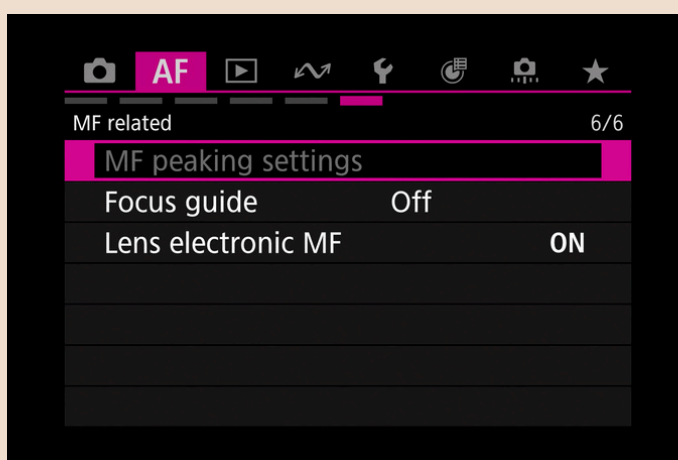 AF
MF related 6/6
MF peaking settings
Focus guide Off
Lens electronic MF ON